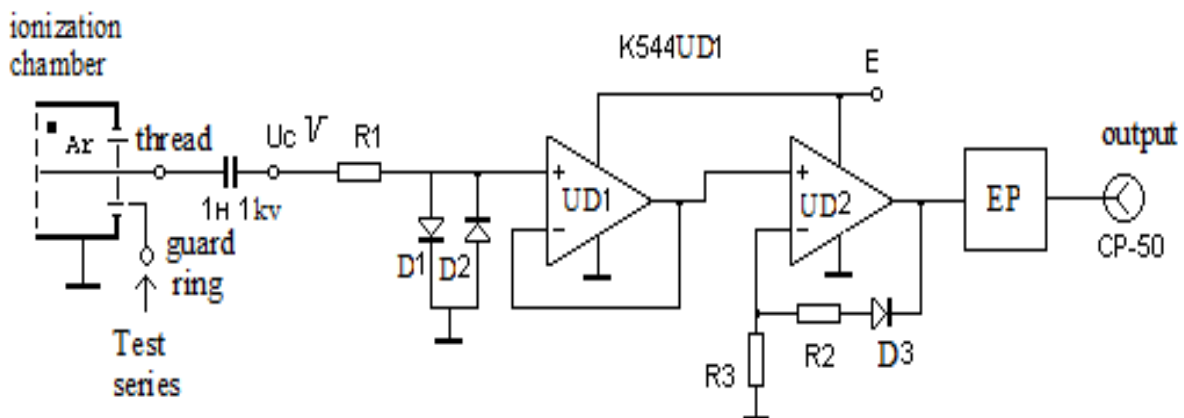 ionization
chamber
K544UD1
E
Ar
thread
Uc
R1
output
+
UD1
−
+
UD2
−
EP
1н 1kv
guard
ring
D1
D2
CP-50
Test
series
R2
D3
R3